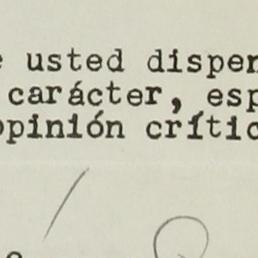 e usted dispen
carácter, esp
opinión crític